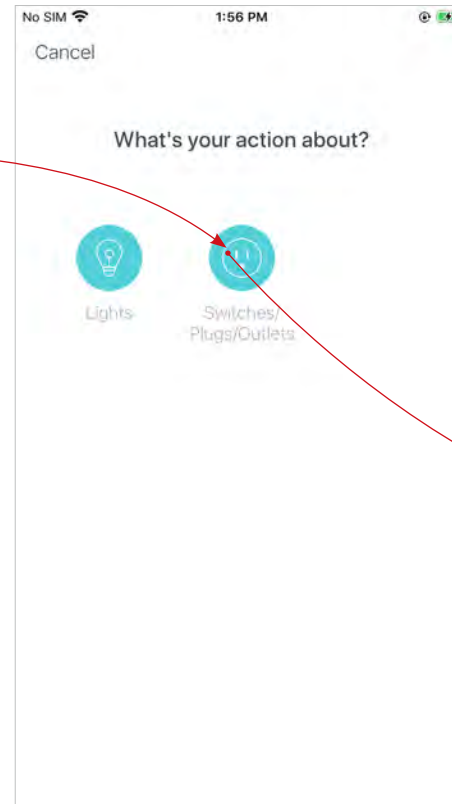 No SIM 1:56 PM
Cancel
What's your action about?
Lights
Switches/
Plugs/Outlets